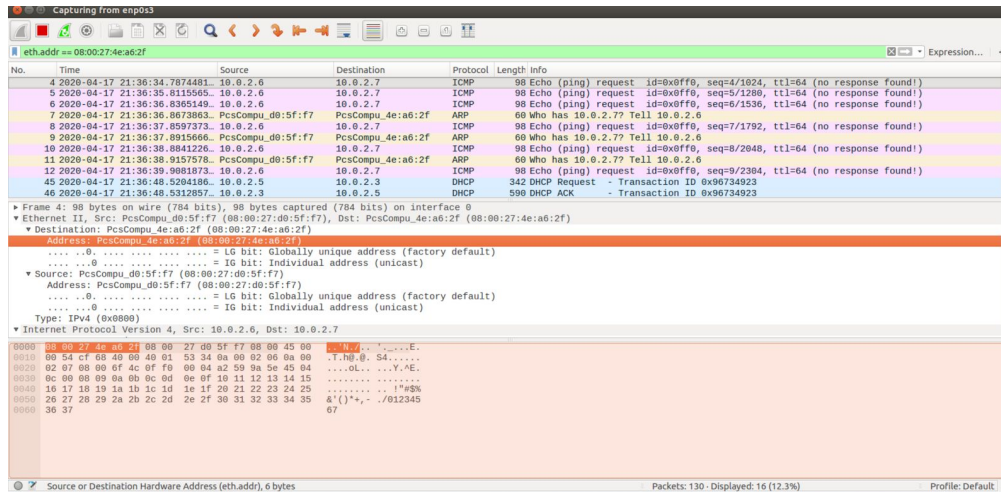 Capturing from enp0s3
eth.addr == 08:00:27:4e:a6:2f Expression...
No. Time Source Destination Protocol Length Info
4 2020-04-17 21:36:34.7874481… 10.0.2.6 10.0.2.7 ICMP 98 Echo (ping) request id=0x0ff0, seq=4/1024, ttl=64 (no response found!)
5 2020-04-17 21:36:35.8115565… 10.0.2.6 10.0.2.7 ICMP 98 Echo (ping) request id=0x0ff0, seq=5/1280, ttl=64 (no response found!)
6 2020-04-17 21:36:36.8365149… 10.0.2.6 10.0.2.7 ICMP 98 Echo (ping) request id=0x0ff0, seq=6/1536, ttl=64 (no response found!)
7 2020-04-17 21:36:36.8673863… PcsCompu_d0:5f:f7 PcsCompu_4e:a6:2f ARP 60 Who has 10.0.2.7? Tell 10.0.2.6
8 2020-04-17 21:36:37.8597373… 10.0.2.6 10.0.2.7 ICMP 98 Echo (ping) request id=0x0ff0, seq=7/1792, ttl=64 (no response found!)
9 2020-04-17 21:36:37.8915666… PcsCompu_d0:5f:f7 PcsCompu_4e:a6:2f ARP 60 Who has 10.0.2.7? Tell 10.0.2.6
10 2020-04-17 21:36:38.8841226… 10.0.2.6 10.0.2.7 ICMP 98 Echo (ping) request id=0x0ff0, seq=8/2048, ttl=64 (no response found!)
11 2020-04-17 21:36:38.9157578… PcsCompu_d0:5f:f7 PcsCompu_4e:a6:2f ARP 60 Who has 10.0.2.7? Tell 10.0.2.6
12 2020-04-17 21:36:39.9081873… 10.0.2.6 10.0.2.7 ICMP 98 Echo (ping) request id=0x0ff0, seq=9/2304, ttl=64 (no response found!)
45 2020-04-17 21:36:48.5204186… 10.0.2.5 10.0.2.3 DHCP 342 DHCP Request - Transaction ID 0x96734923
46 2020-04-17 21:36:48.5312857… 10.0.2.3 10.0.2.5 DHCP 590 DHCP ACK - Transaction ID 0x96734923
Frame 4: 98 bytes on wire (784 bits), 98 bytes captured (784 bits) on interface 0
Ethernet II, Src: PcsCompu_d0:5f:f7 (08:00:27:d0:5f:f7), Dst: PcsCompu_4e:a6:2f (08:00:27:4e:a6:2f)
Destination: PcsCompu_4e:a6:2f (08:00:27:4e:a6:2f)
Address: PcsCompu_4e:a6:2f (08:00:27:4e:a6:2f)
.... ..0. .... .... .... .... = LG bit: Globally unique address (factory default)
.... ...0 .... .... .... .... = IG bit: Individual address (unicast)
Source: PcsCompu_d0:5f:f7 (08:00:27:d0:5f:f7)
Address: PcsCompu_d0:5f:f7 (08:00:27:d0:5f:f7)
.... ..0. .... .... .... .... = LG bit: Globally unique address (factory default)
.... ...0 .... .... .... .... = IG bit: Individual address (unicast)
Type: IPv4 (0x0800)
Internet Protocol Version 4, Src: 10.0.2.6, Dst: 10.0.2.7
0000 08 00 27 4e a6 2f 08 00 27 d0 5f f7 08 00 45 00 ..'N./.. '._...E.
0010 00 54 cf 68 40 00 40 01 53 34 0a 00 02 06 0a 00 .T.h@.@. S4......
0020 02 07 08 00 6f 4c 0f f0 00 04 a2 59 9a 5e 45 04 ....oL.. ...Y.^E.
0030 0c 00 08 09 0a 0b 0c 0d 0e 0f 10 11 12 13 14 15 ........ ........
0040 16 17 18 19 1a 1b 1c 1d 1e 1f 20 21 22 23 24 25 ........ .. !"#$%
0050 26 27 28 29 2a 2b 2c 2d 2e 2f 30 31 32 33 34 35 &'()*+,- ./012345
0060 36 37 67
Source or Destination Hardware Address (eth.addr), 6 bytes Packets: 130 · Displayed: 16 (12.3%) Profile: Default